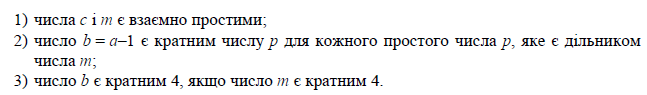 1) числа c і m є взаємно простими;
2) число b = a–1 є кратним числу p для кожного простого числа p, яке є дільником
числа m;
3) число b є кратним 4, якщо число m є кратним 4.